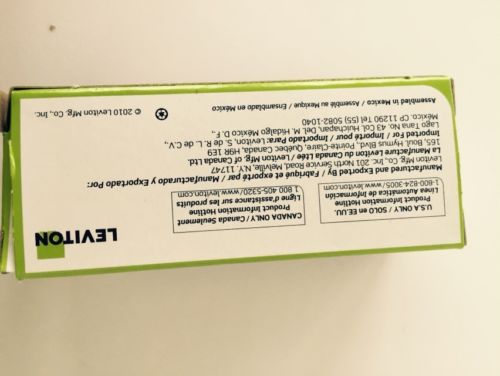 LEVITON
U.S.A ONLY / SOLO en EE.UU.
Product Information Hotline
Línea Automática de Información
1-800-824-3005/www.leviton.com
CANADA ONLY / Canada Seulement
Product Information Hotline
Ligne d'assistance sur les produits
1 800 405-5320/www.leviton.com
Manufactured and Exported By / Fabriqué et exporté par / Manufacturado y Exportado por:
Leviton Mfg. Co., Inc. 201 North Service Road, Melville, N.Y. 11747
La Manufacture Leviton du Canada Ltée / Leviton Mfg. of Canada Ltd.
165, Boul. Hymus Blvd., Pointe-Claire, Québec, Canada, H9R 1E9
Imported For / Importé pour / Importado Para: Leviton, S. de R. L. de C.V.,
Lago Tana No. 43 Col. Huichapan, Del. M. Hidalgo México D. D. F.,
México, CP 11290 Tel (55) 5082-1040
Assembled in Mexico / Assemblé au Mexique / Ensamblado en México
© 2010 Leviton Mfg. Co., Inc.